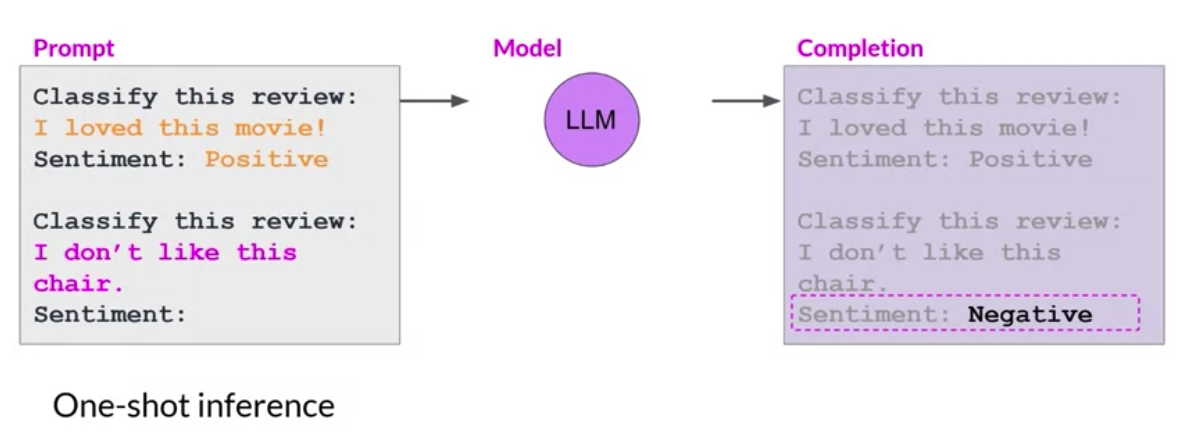 Prompt
Classify this review:
I loved this movie!
Sentiment: Positive
Classify this review:
I don’t like this
chair.
Sentiment:
Model
LLM
Completion
Classify this review:
I loved this movie!
Sentiment: Positive
Classify this review:
I don’t like this
chair.
Sentiment: Negative
One-shot inference